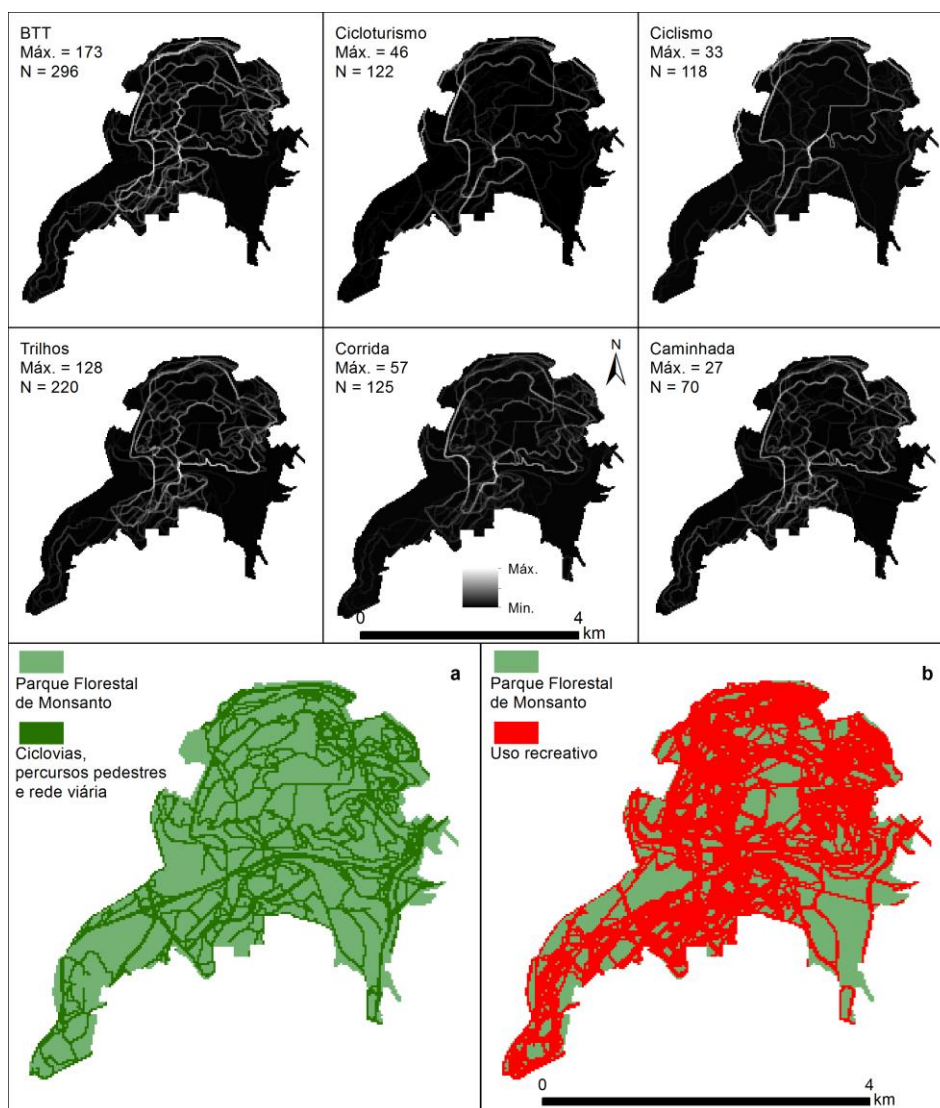 BTT
Máx. = 173
N = 296
Cicloturismo
Máx. = 46
N = 122
Ciclismo
Máx. = 33
N = 118
Trilhos
Máx. = 128
N = 220
Corrida
Máx. = 57
N = 125
N
Máx.
Min.
0 4
km
Caminhada
Máx. = 27
N = 70
Parque Florestal
de Monsanto
Ciclovias,
percursos pedestres
e rede viária
a
Parque Florestal
de Monsanto
Uso recreativo
b
0 4
km